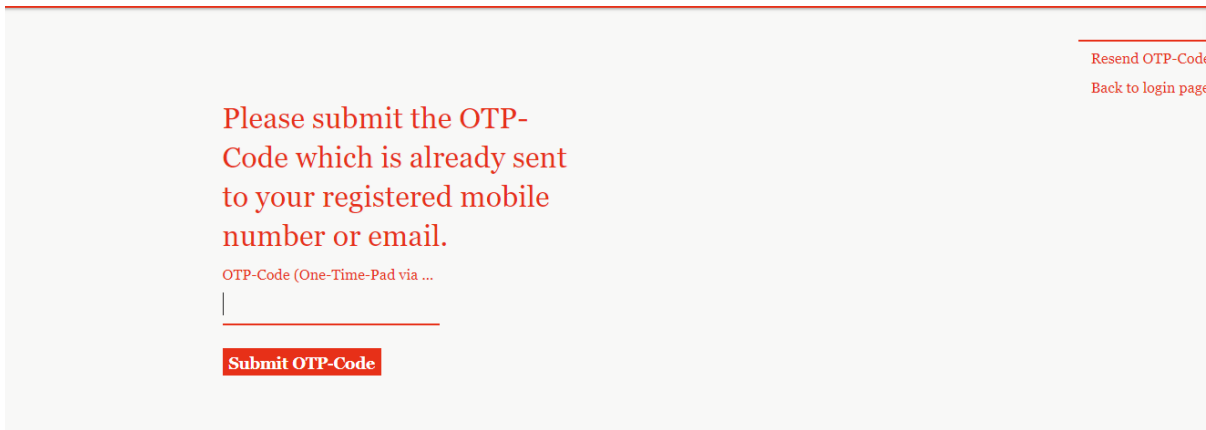 Resend OTP-Code
Back to login page
Please submit the OTP-
Code which is already sent
to your registered mobile
number or email.
OTP-Code (One-Time-Pad via ...
Submit OTP-Code